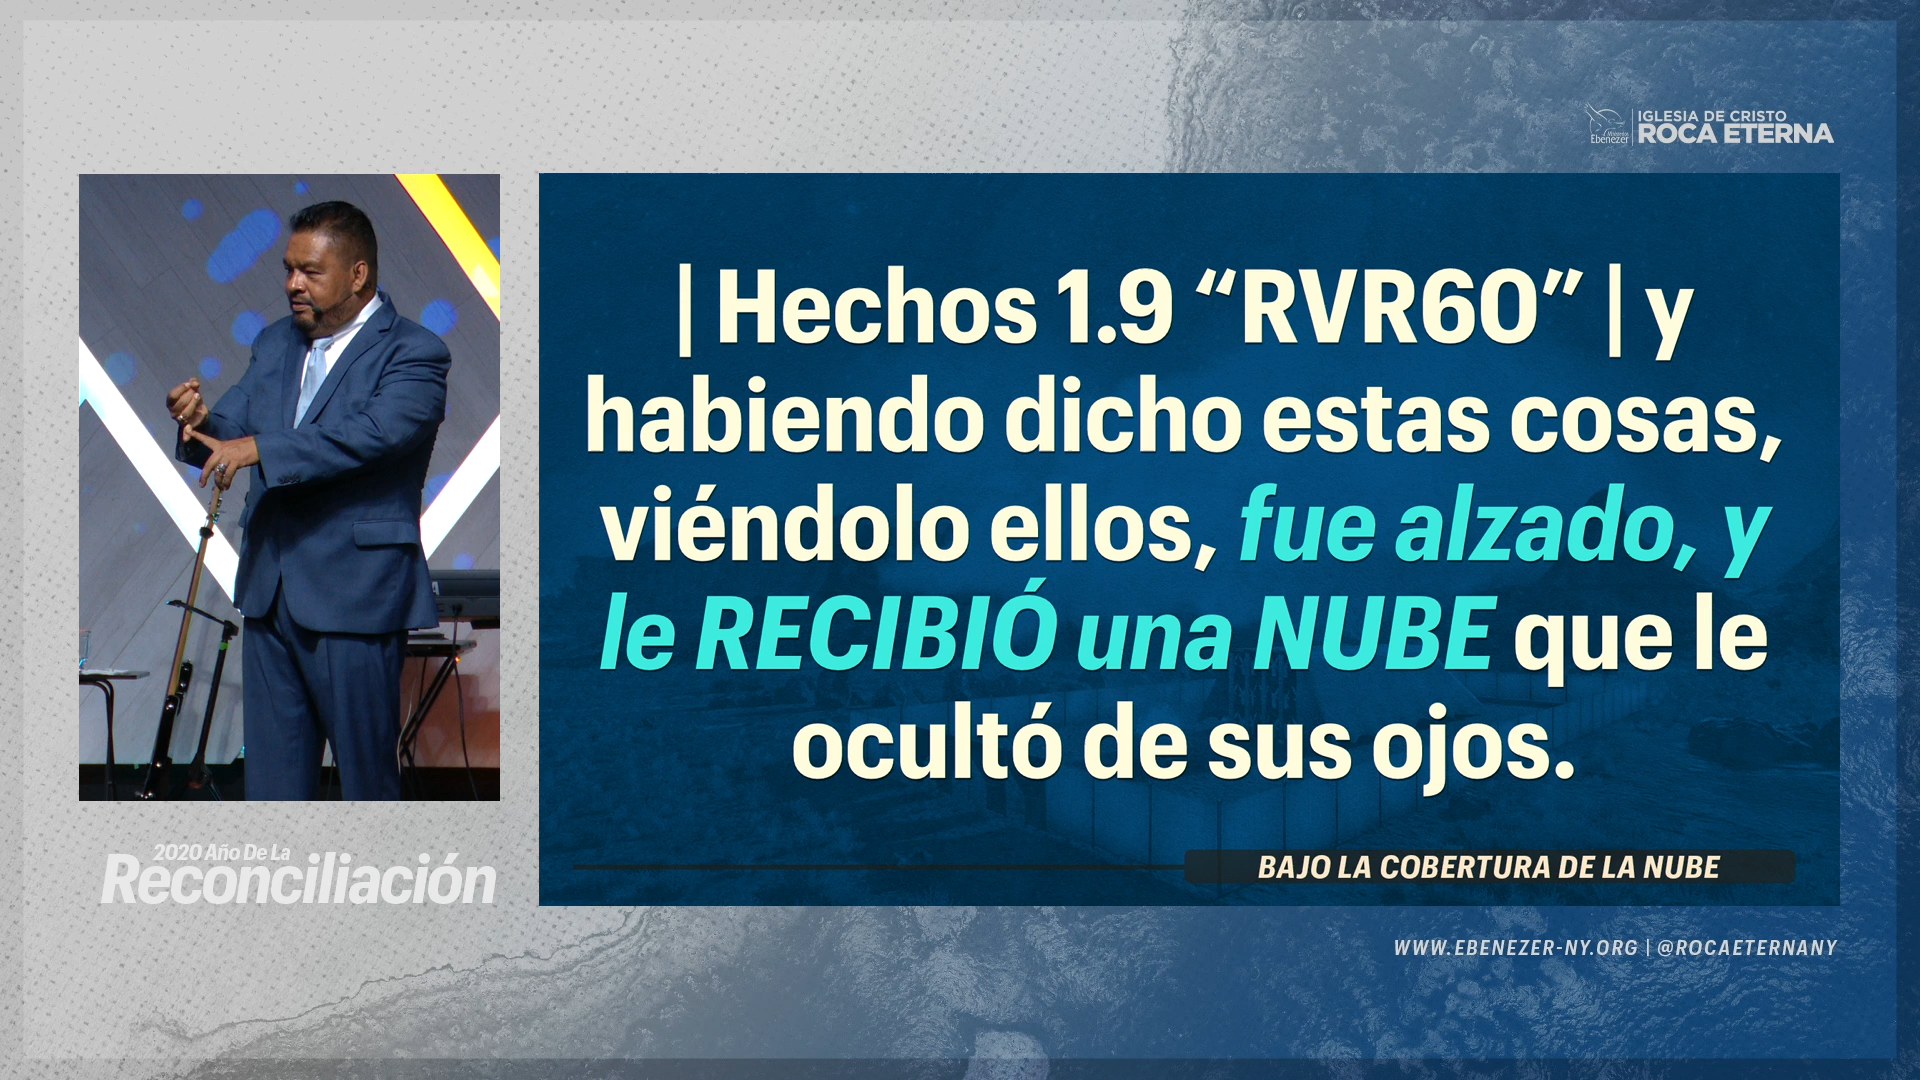 IGLESIA DE CRISTO
ROCA ETERNA
Ministerios
Ebenezer
| Hechos 1.9 “RVR60” | y
habiendo dicho estas cosas,
viéndolo ellos, fue alzado, y
le RECIBIÓ una NUBE que le
ocultó de sus ojos.
BAJO LA COBERTURA DE LA NUBE
2020 Año De La
Reconciliación
WWW.EBENEZER-NY.ORG | @ROCAETERNANY